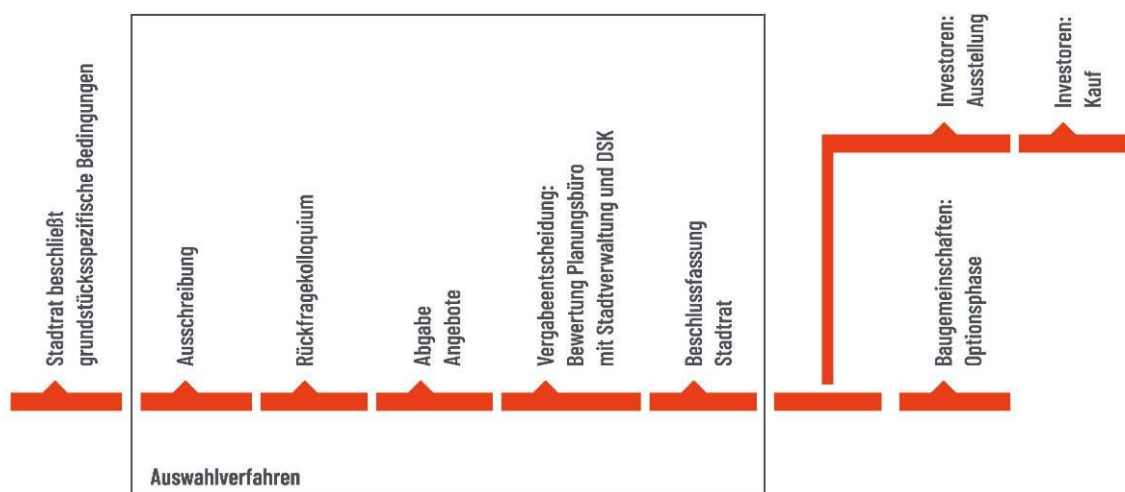 Stadtrat beschließt
grundstücksspezifische Bedingungen
Ausschreibung
Rückfragekolloquium
Abgabe
Angebote
Vergabeentscheidung:
Bewertung Planungsbüro
mit Stadtverwaltung und DSK
Beschlussfassung
Stadtrat
Investoren:
Ausstellung
Investoren:
Kauf
Baugemeinschaften:
Optionsphase
Auswahlverfahren